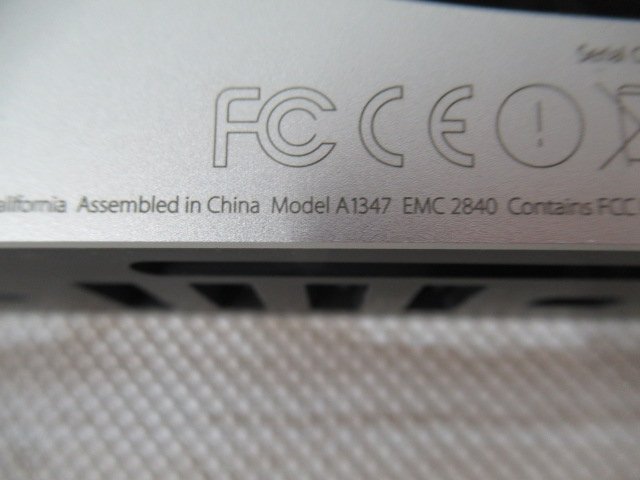 Serial
FC CE
alifornia Assembled in China Model A1347 EMC 2840 Contains FCC